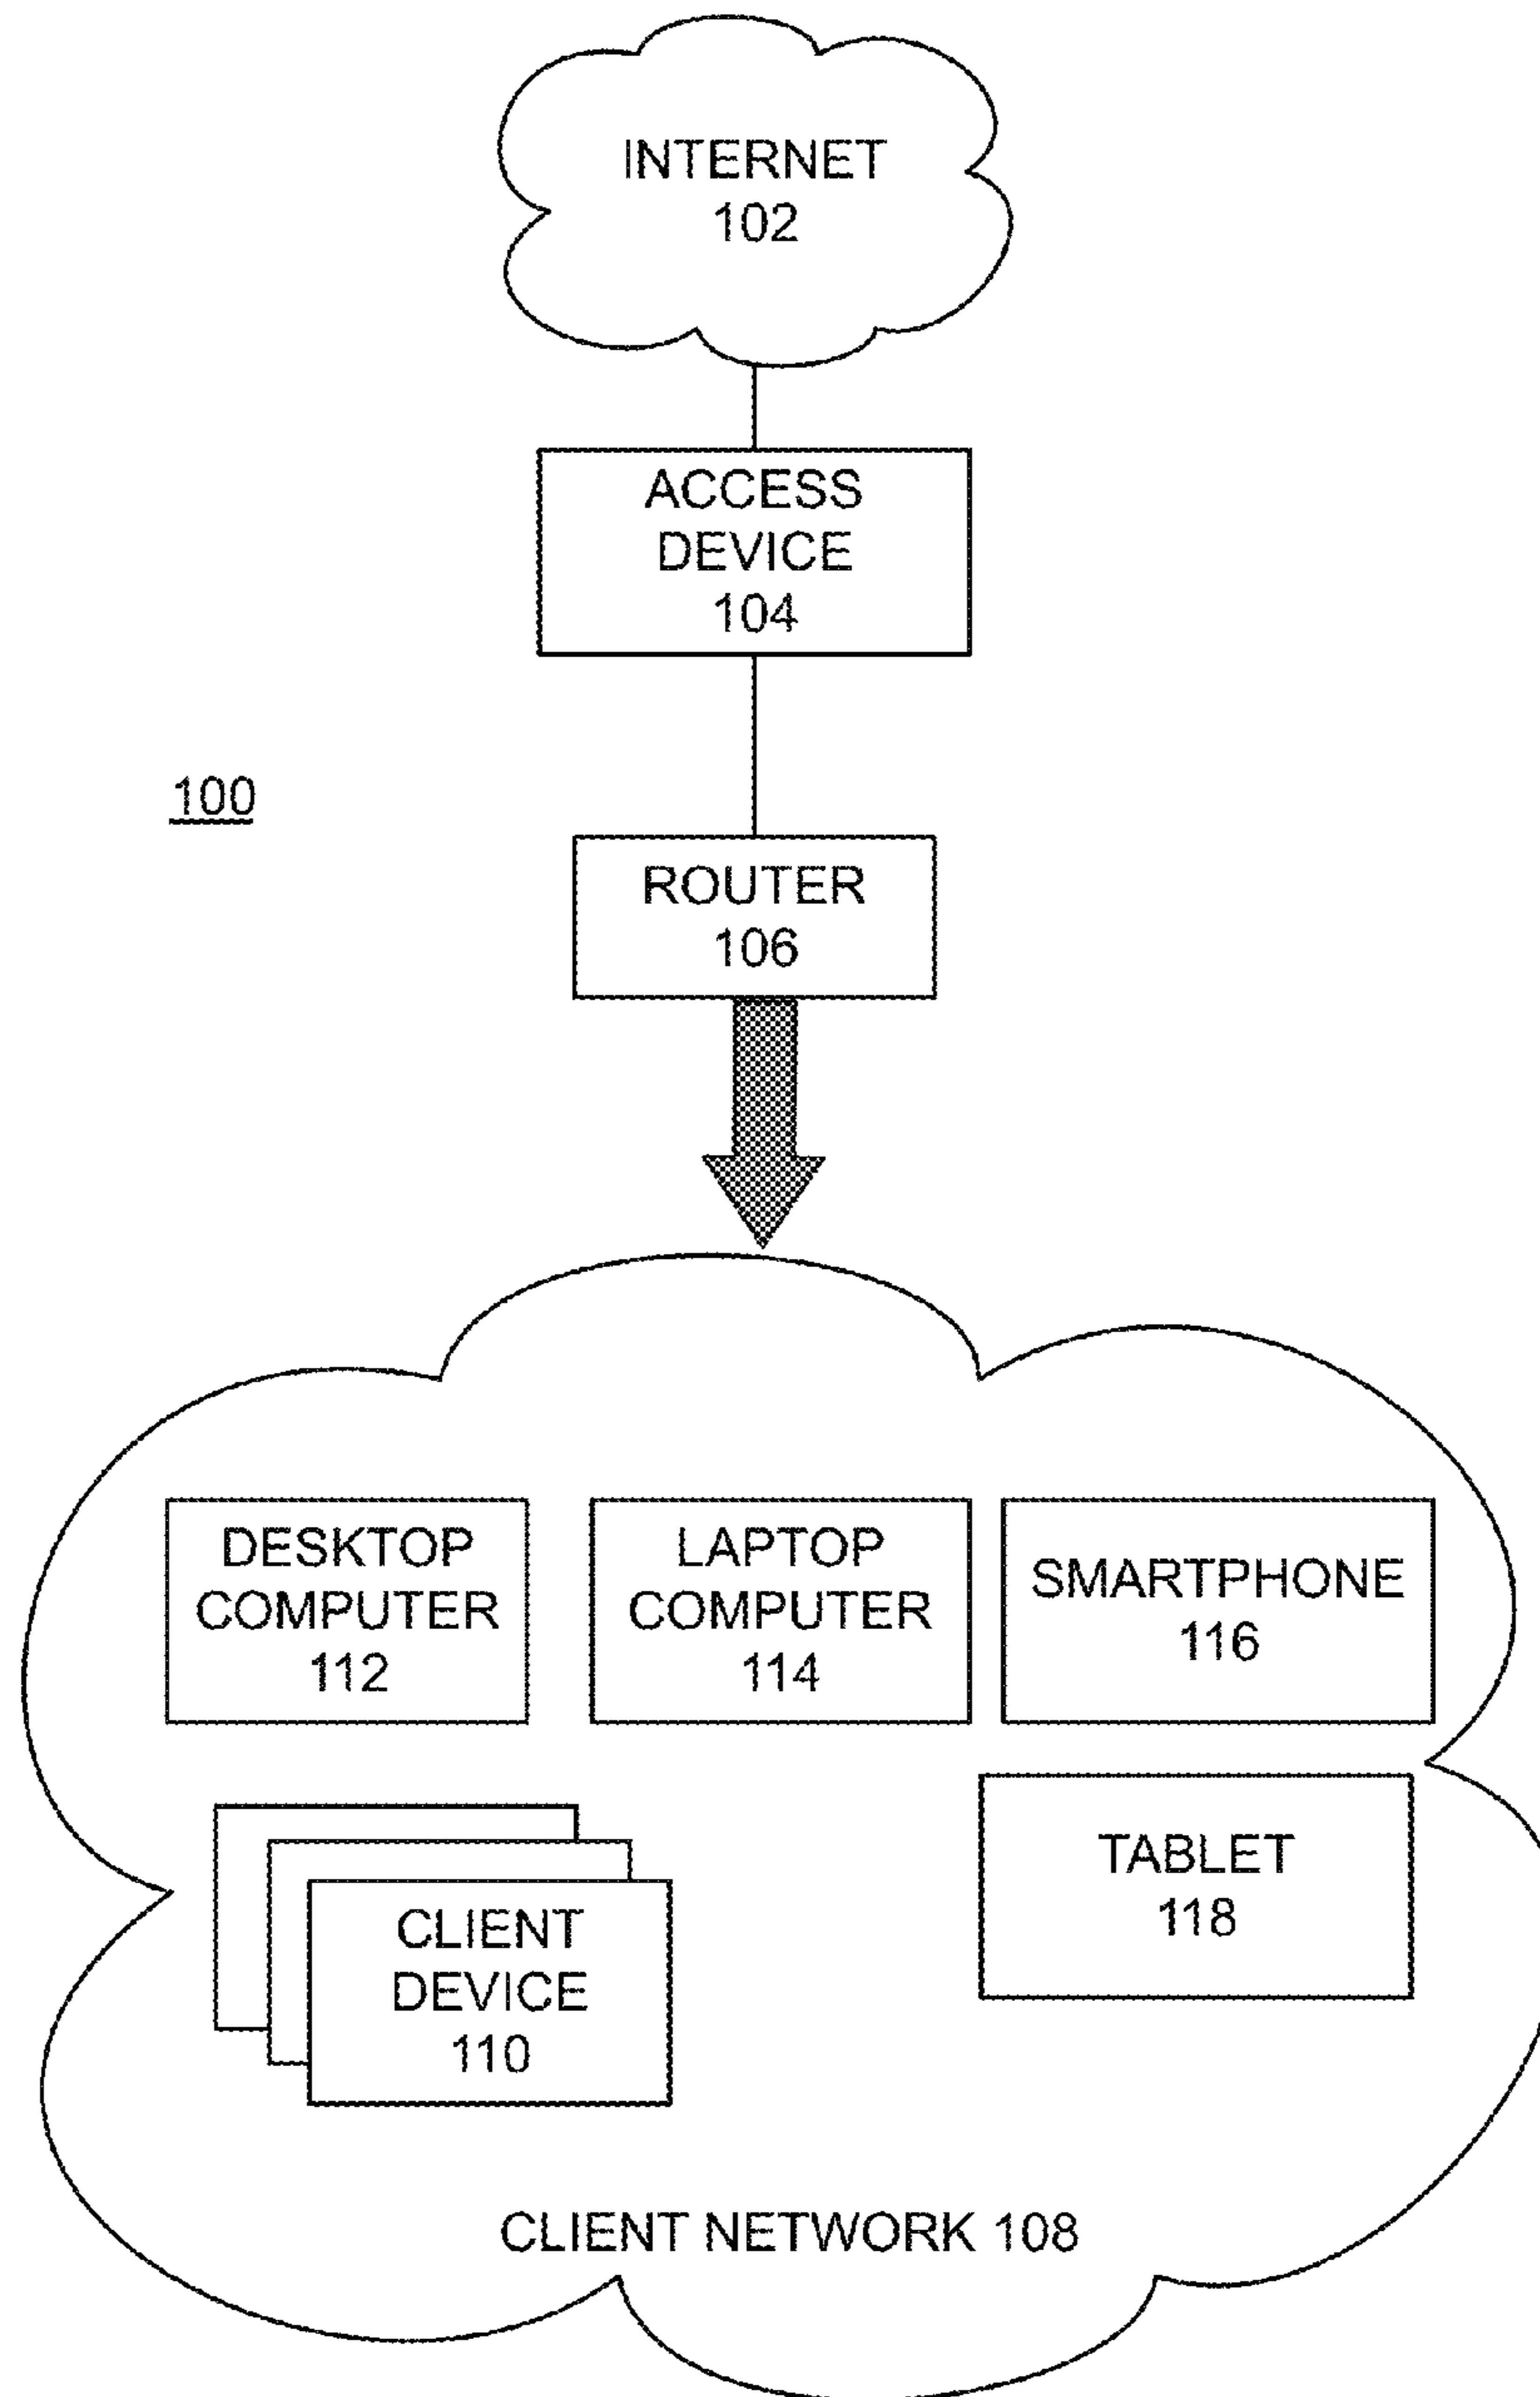 INTERNET
102
ACCESS
DEVICE
104
100
ROUTER
106
DESKTOP
COMPUTER
112
LAPTOP
COMPUTER
114
SMARTPHONE
116
CLIENT
DEVICE
110
TABLET
118
CLIENT NETWORK 108